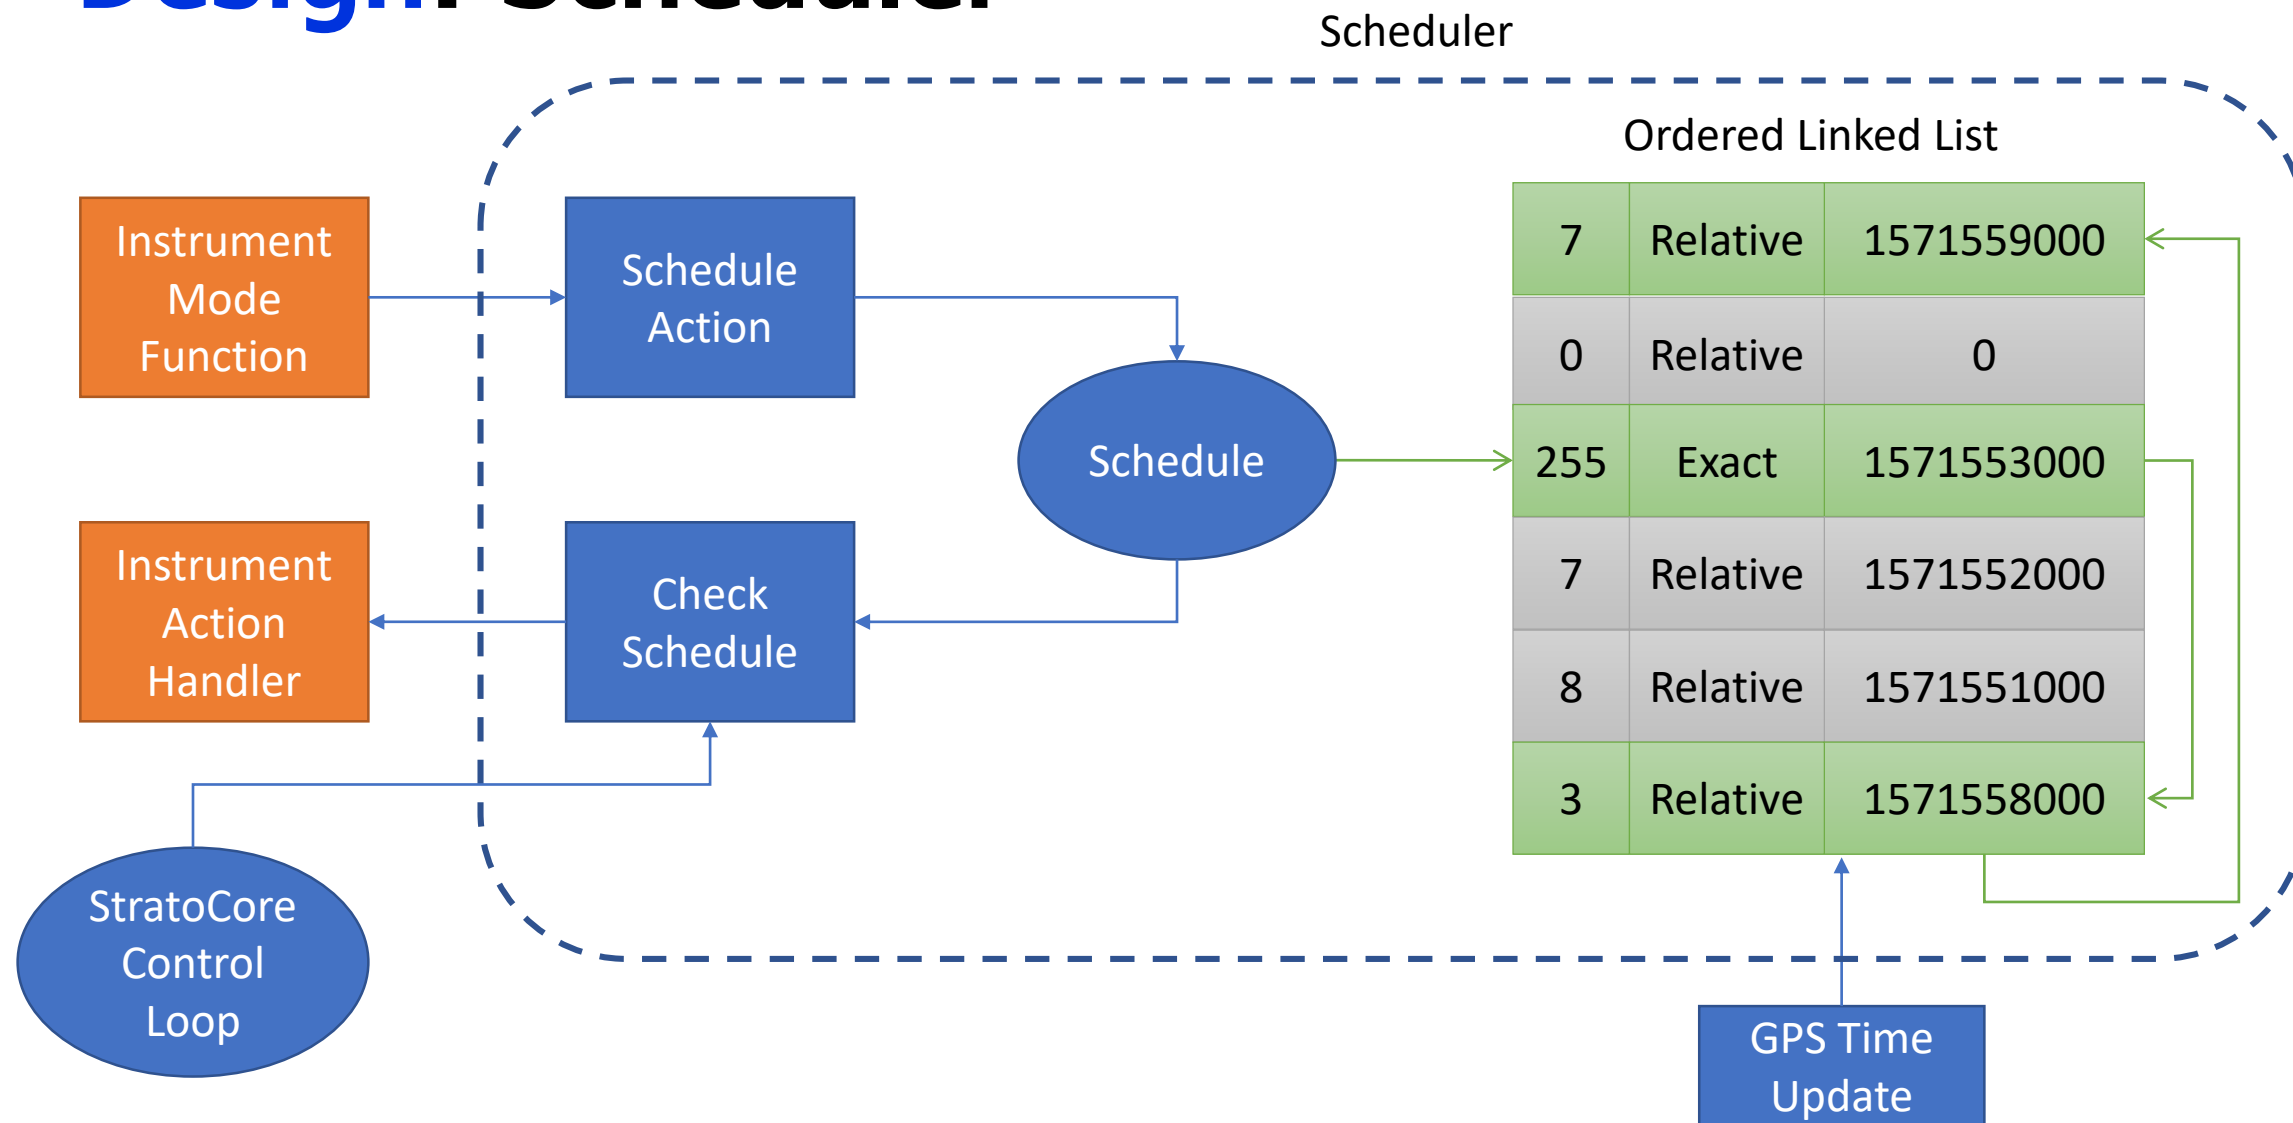 Design: Scheduler
Scheduler
Ordered Linked List
Instrument
Mode
Function
Schedule
Action
Schedule
Instrument
Action
Handler
Check
Schedule
StratoCore
Control
Loop
7 Relative 1571559000
0 Relative 0
255 Exact 1571553000
7 Relative 1571552000
8 Relative 1571551000
3 Relative 1571558000
GPS Time
Update